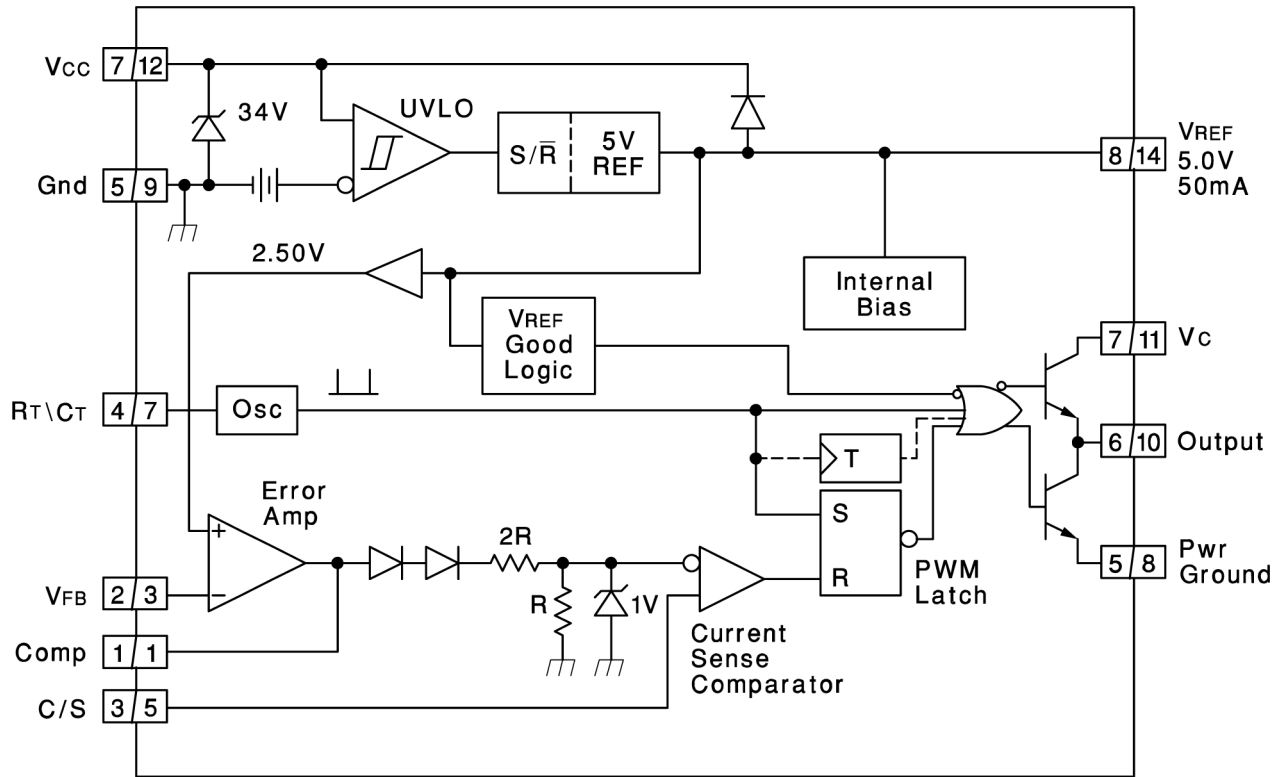 VCC 7/12
34V
UVLO
S/R̅
5V
REF
8/14
VREF
5.0V
50mA
Gnd 5/9
2.50V
Internal
Bias
VREF
Good
Logic
7/11 VC
RT\CT 4/7
Osc
T
6/10 Output
Error
Amp
+
−
2R
S
R
PWM
Latch
5/8
Pwr
Ground
VFB 2/3
R
1V
Comp 1/1
Current
Sense
Comparator
C/S 3/5